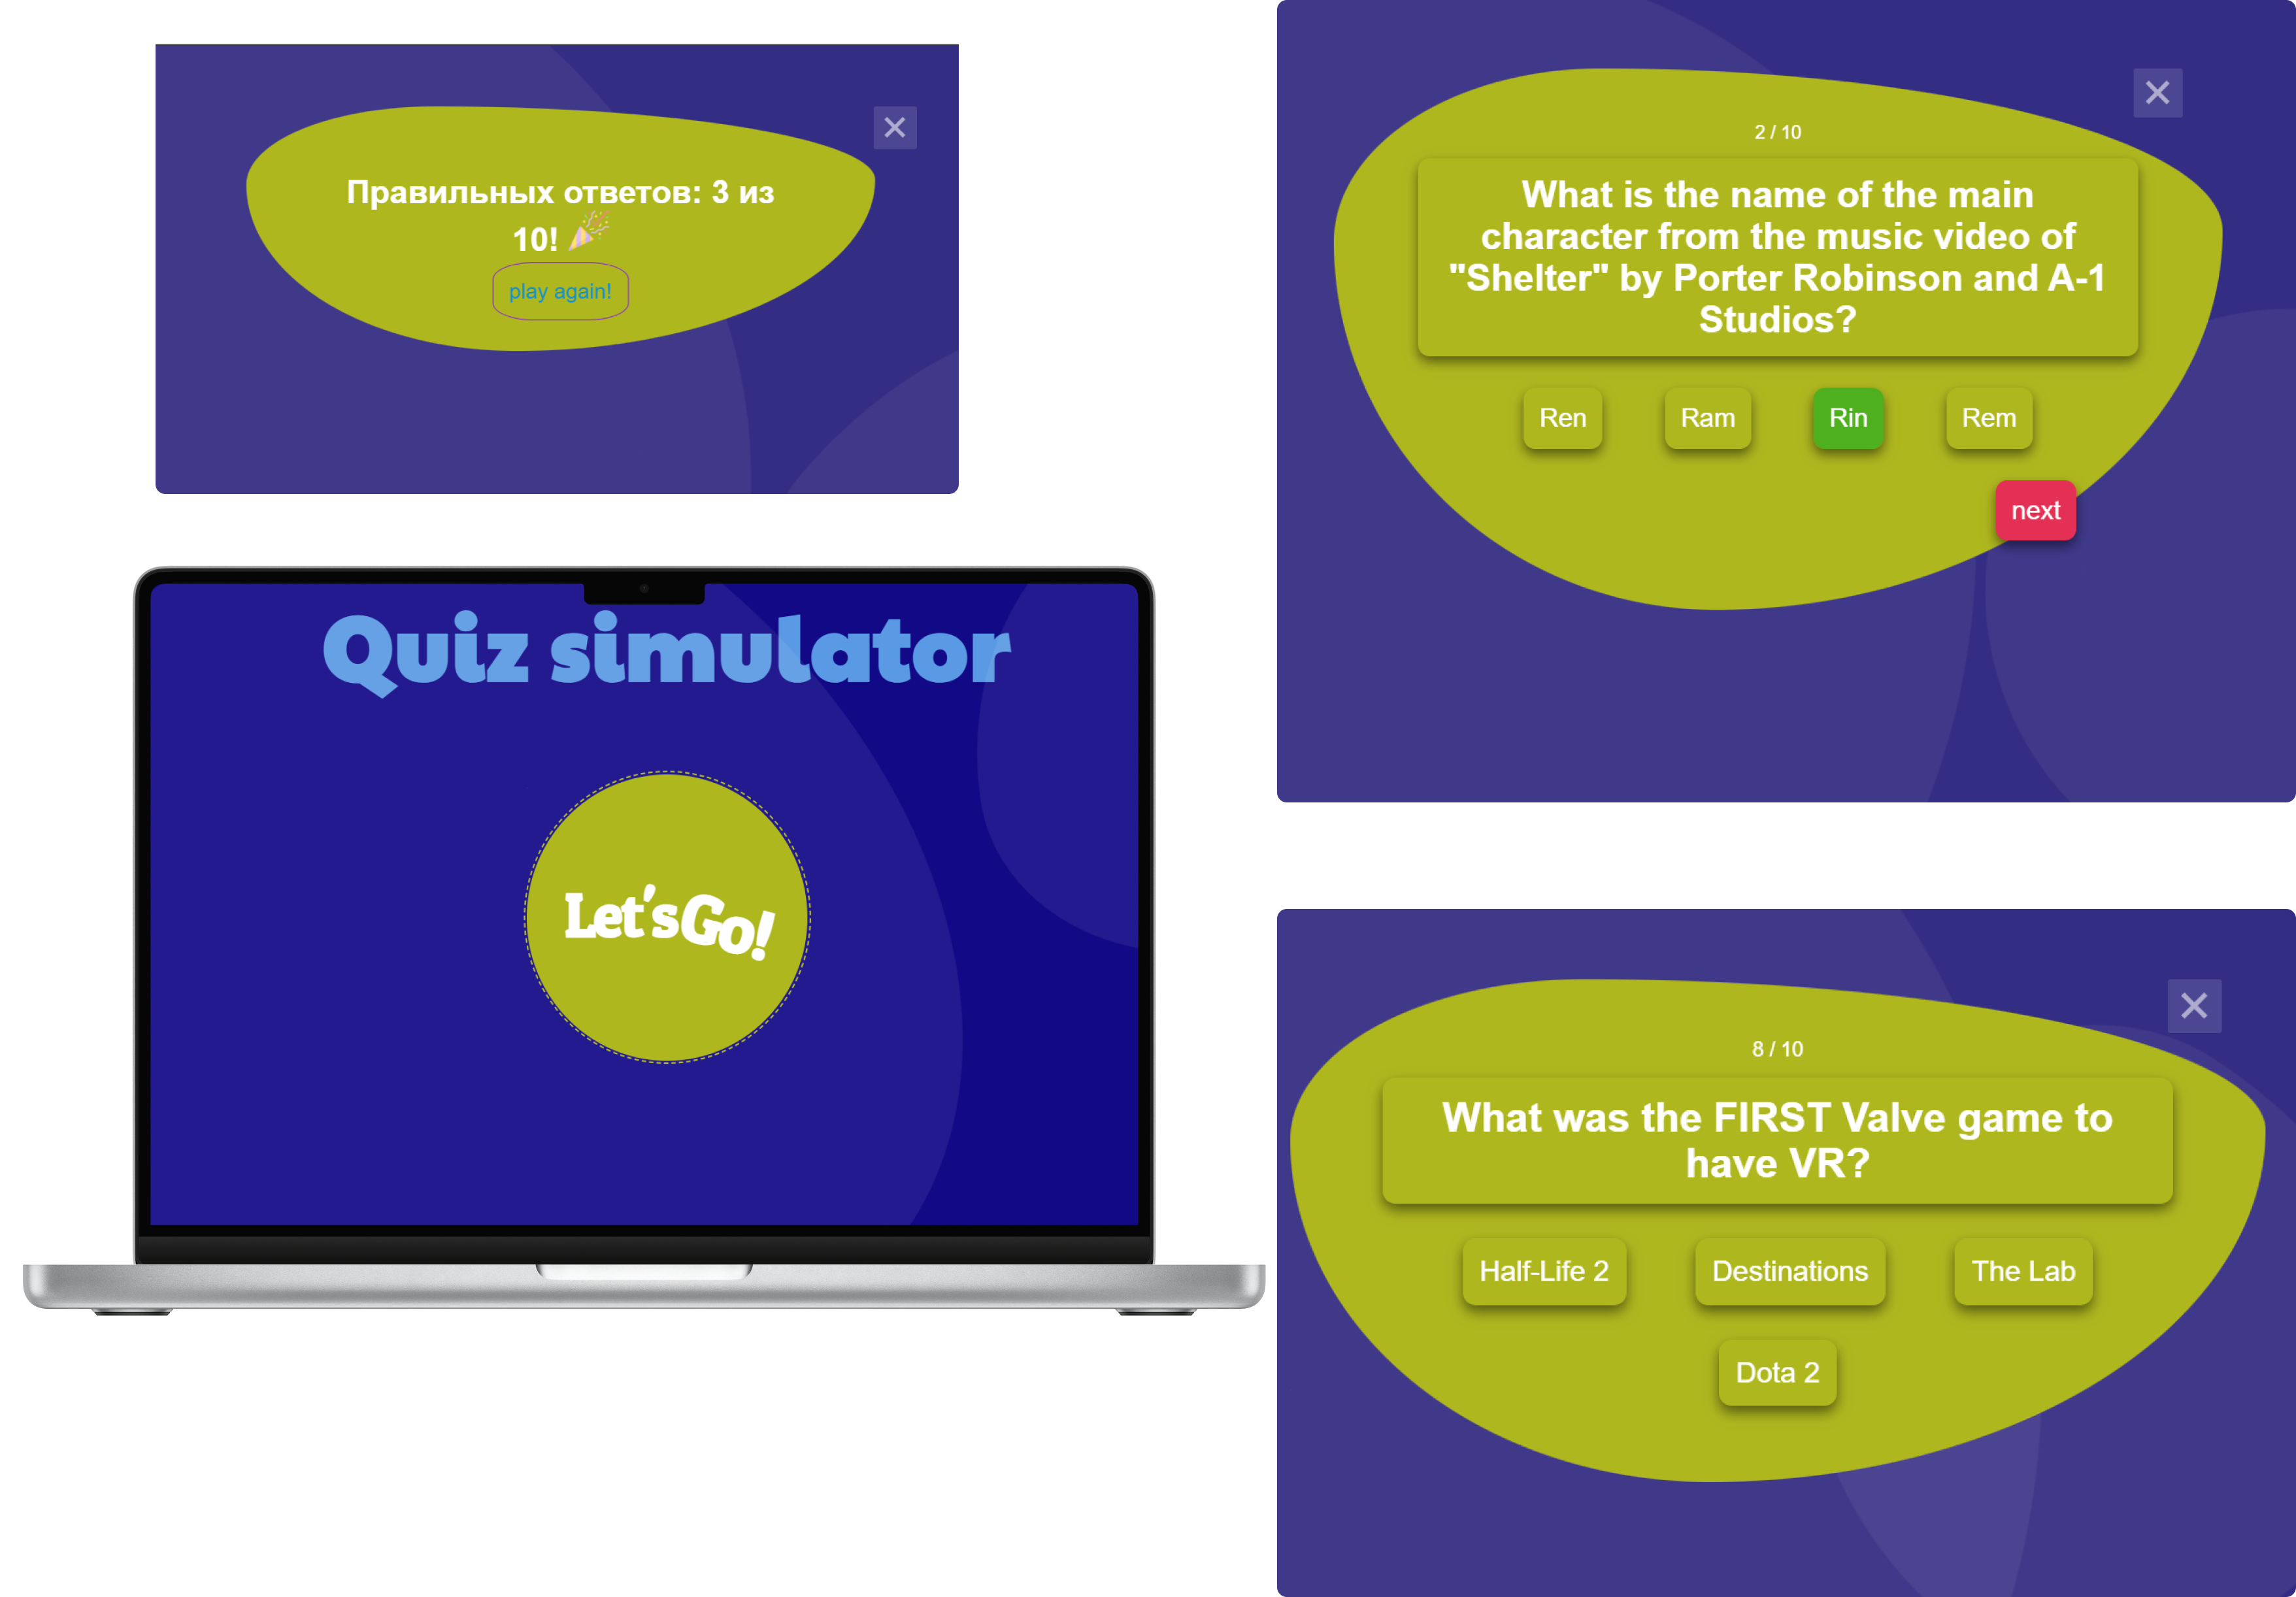 Правильных ответов: 3 из
10!
play again!
Quiz simulator
Let's Go!
2 / 10
What is the name of the main
character from the music video of
"Shelter" by Porter Robinson and A-1
Studios?
Ren
Ram
Rin
Rem
next
8 / 10
What was the FIRST Valve game to
have VR?
Half-Life 2
Destinations
The Lab
Dota 2